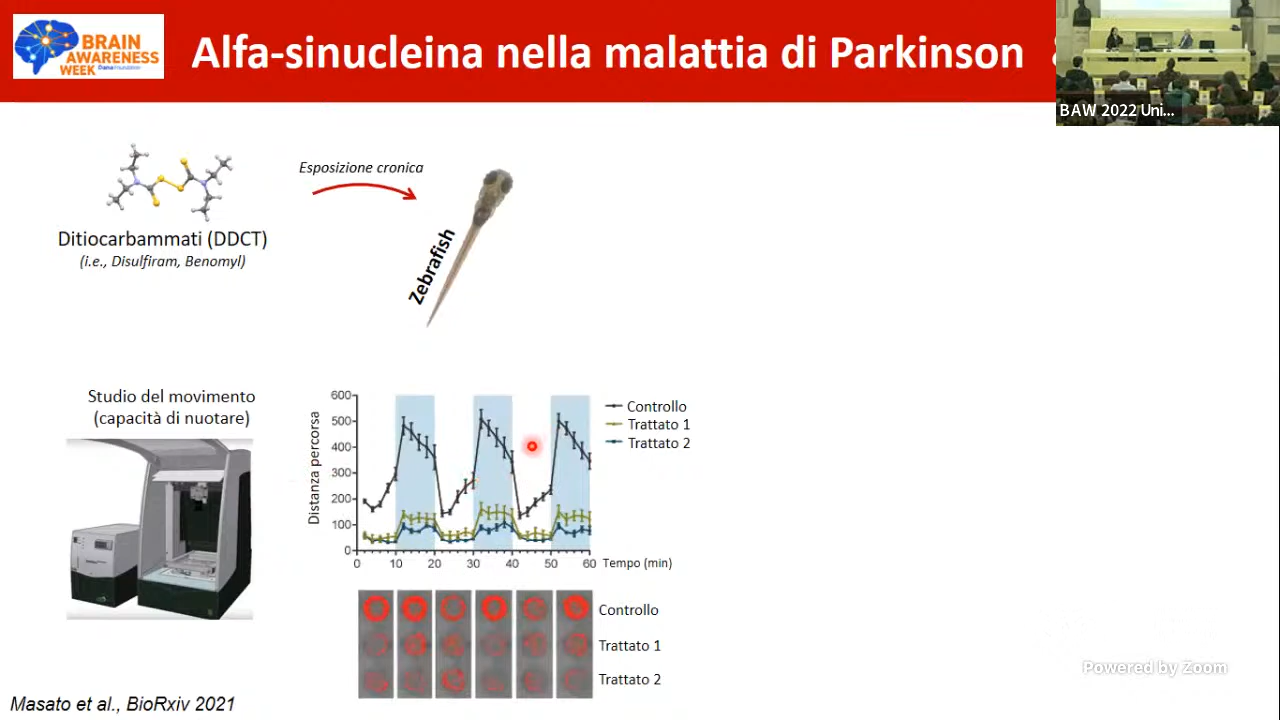 BRAIN
AWARENESS
WEEK
Alfa-sinucleina nella malattia di Parkinson
BAW 2022 Uni...
Esposizione cronica
Zebrafish
Ditiocarbammati (DDCT)
(i.e., Disulfiram, Benomyl)
Studio del movimento
(capacità di nuotare)
Distanza percorsa
600
500
400
300
200
100
0
0 10 20 30 40 50 60 Tempo (min)
Controllo
Trattato 1
Trattato 2
Controllo
Trattato 1
Trattato 2
Masato et al., BioRxiv 2021
Powered by Zoom